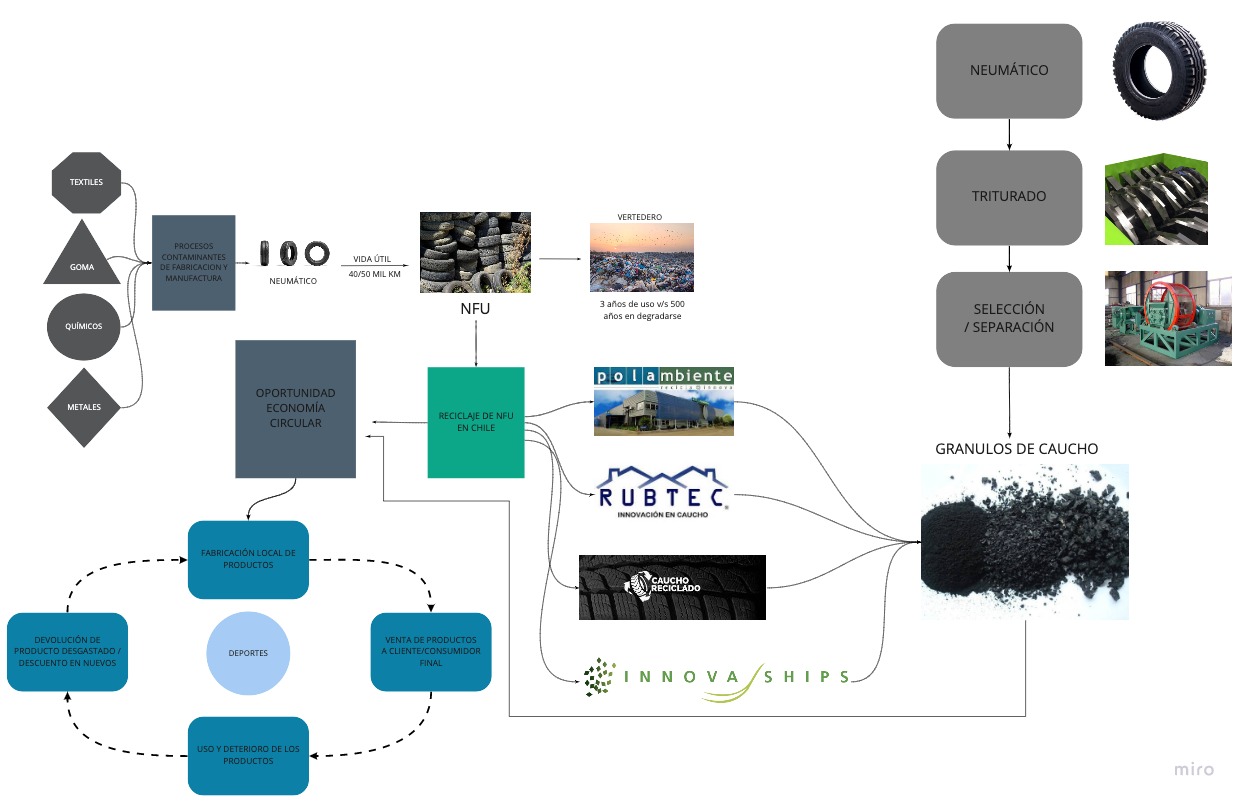 NEUMÁTICO
TRITURADO
SELECCIÓN
/ SEPARACIÓN
GRANULOS DE CAUCHO
TEXTILES
GOMA
QUÍMICOS
METALES
PROCESOS
CONTAMINANTES
DE FABRICACION Y
MANUFACTURA
NEUMÁTICO
VIDA ÚTIL
40/50 MIL KM
NFU
VERTEDERO
3 años de uso v/s 500
años en degradarse
OPORTUNIDAD
ECONOMÍA
CIRCULAR
RECICLAJE DE NFU
EN CHILE
polambiente
recicla e innova
RUBTEC
INNOVACIÓN EN CAUCHO
CAUCHO
RECICLADO
INNOVA SHIPS
FABRICACIÓN LOCAL DE
PRODUCTOS
DEVOLUCIÓN DE
PRODUCTO DESGASTADO /
DESCUENTO EN NUEVOS
DEPORTES
VENTA DE PRODUCTOS
A CLIENTE/CONSUMIDOR
FINAL
USO Y DETERIORO DE LOS
PRODUCTOS
miro